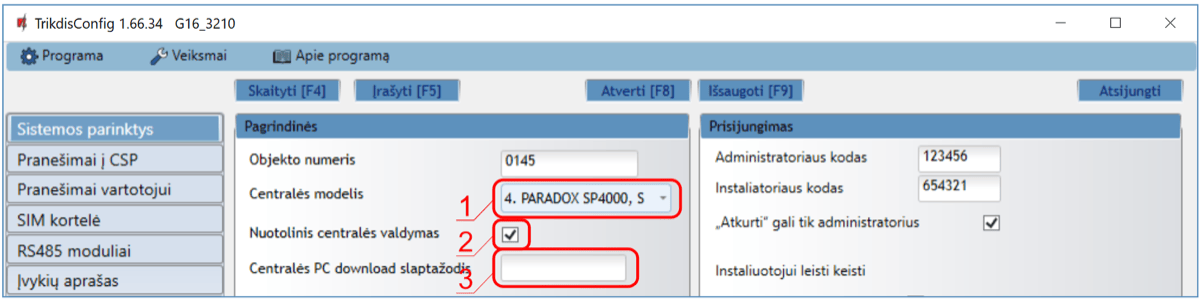 TrikdisConfig 1.66.34 G16_3210
Programa Veiksmai Apie programą
Skaityti [F4] Įrašyti [F5] Atverti [F8] Išsaugoti [F9] Atsijungti
Sistemos parinktys
Pranešimai į CSP
Pranešimai vartotojui
SIM kortelė
RS485 moduliai
Įvykių aprašas
Pagrindinės
Objekto numeris 0145
Centralės modelis 1 4. PARADOX SP4000, S
Nuotolinis centralės valdymas 2
Centralės PC download slaptažodis 3
Prisijungimas
Administratoriaus kodas 123456
Instaliatoriaus kodas 654321
„Atkurti" gali tik administratorius
Instaliuotojui leisti keisti